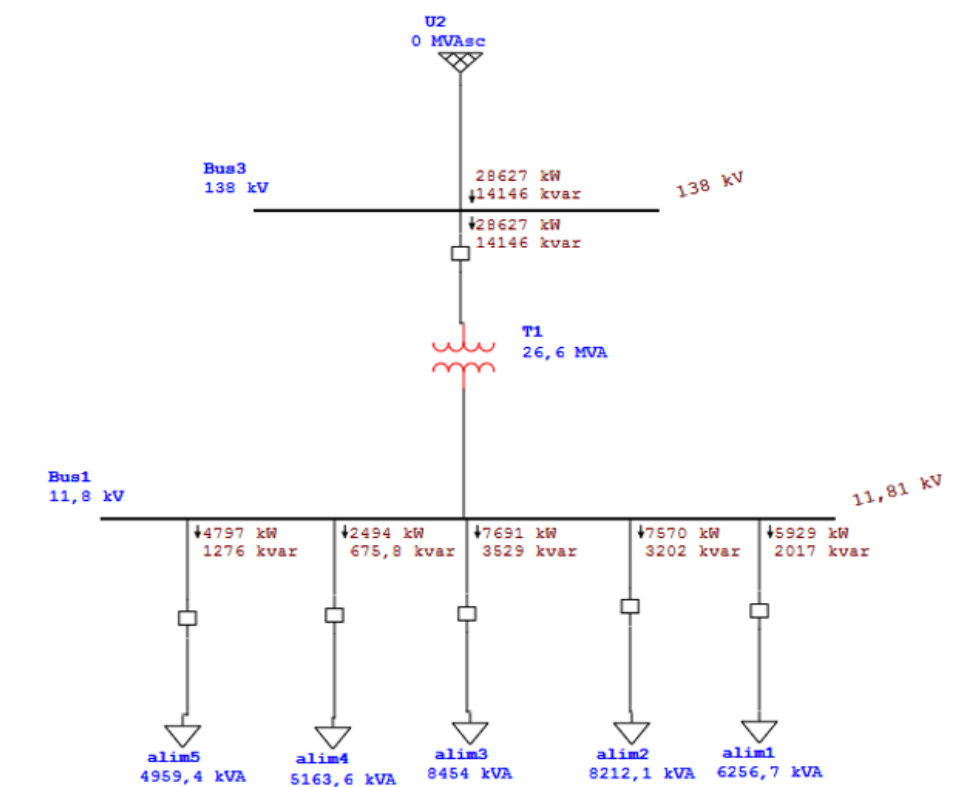 U2
0 MVAsc
Bus3
138 kV
28627 kW
14146 kvar
138 kV
28627 kW
14146 kvar
T1
26,6 MVA
Bus1
11,8 kV
11,81 kV
4797 kW
1276 kvar
2494 kW
675,8 kvar
7691 kW
3529 kvar
7570 kW
3202 kvar
5929 kW
2017 kvar
alim5
4959,4 kVA
alim4
5163,6 kVA
alim3
8454 kVA
alim2
8212,1 kVA
alim1
6256,7 kVA